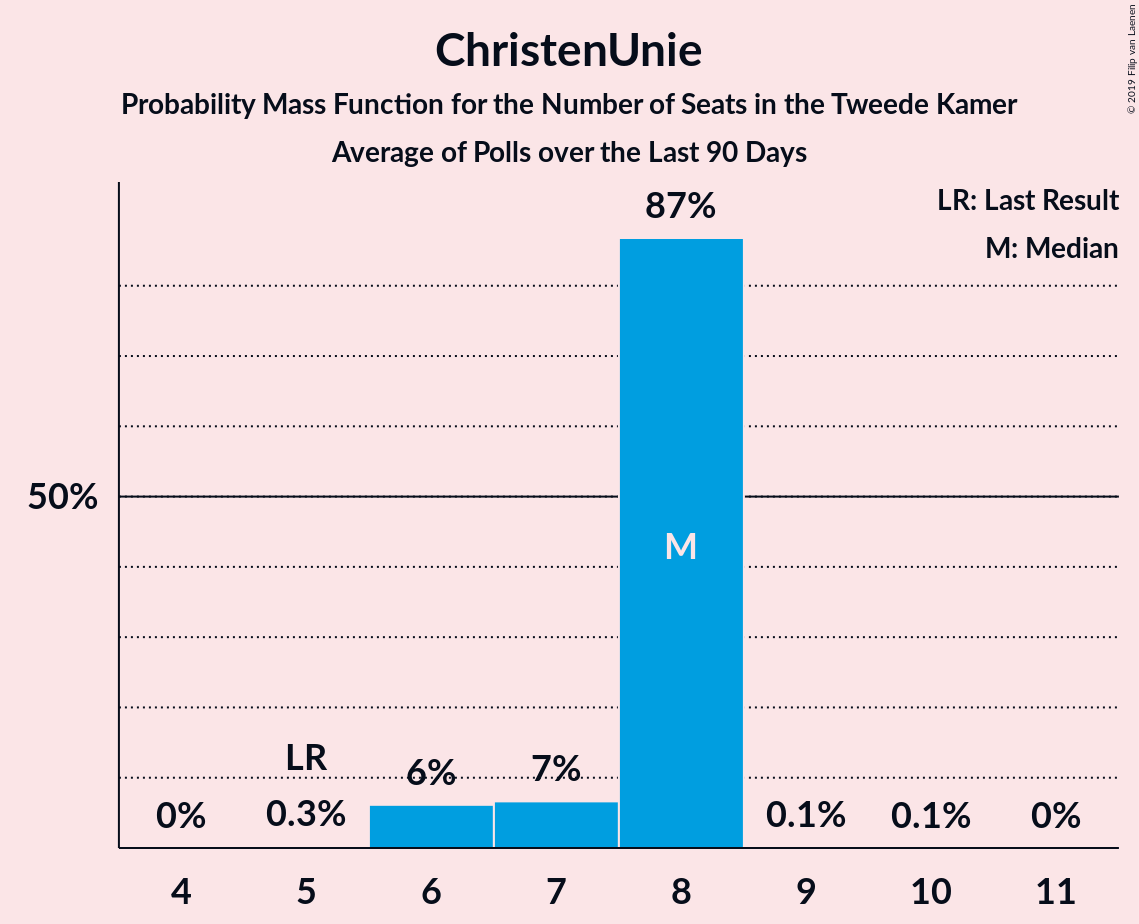 ChristenUnie
Probability Mass Function for the Number of Seats in the Tweede Kamer
Average of Polls over the Last 90 Days
© 2019 Filip van Laenen
LR: Last Result
M: Median
87%
50%
M
LR
0%
0.3%
6%
7%
0.1%
0.1%
0%
4 5 6 7 8 9 10 11